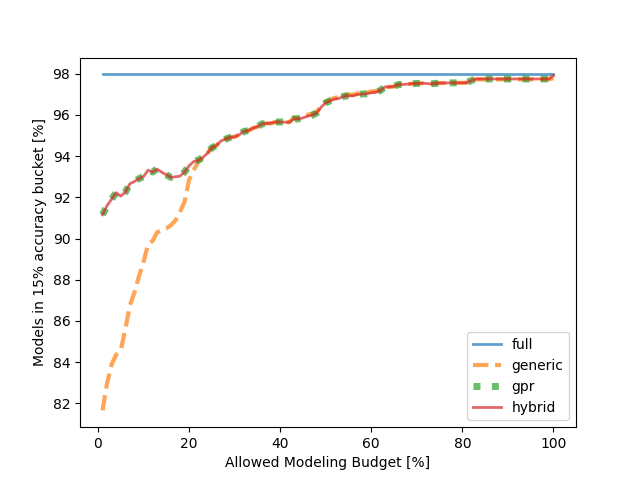 98
96
94
92
90
88
86
84
82
Models in 15% accuracy bucket [%]
0 20 40 60 80 100
Allowed Modeling Budget [%]
full
generic
gpr
hybrid